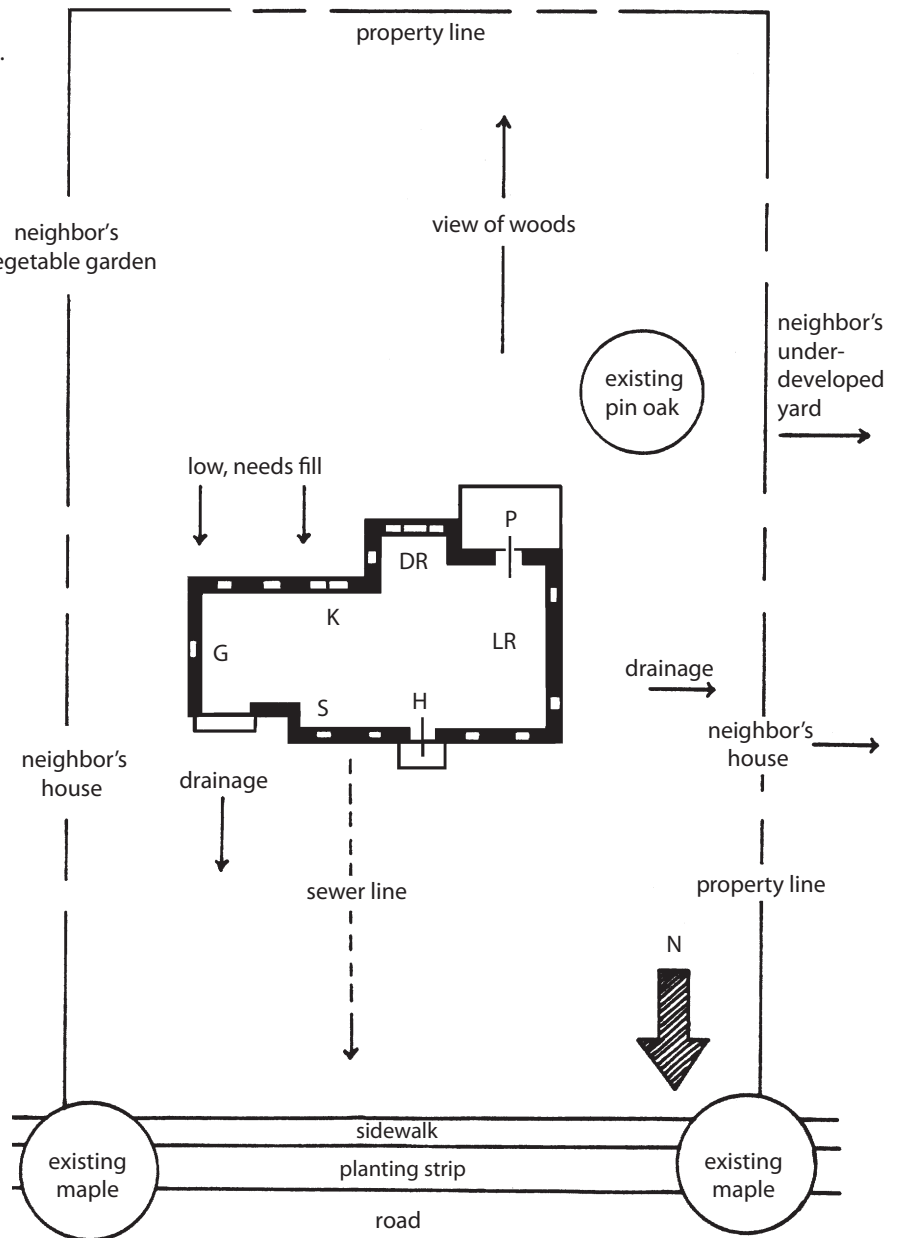 property line
view of woods
neighbor's
egetable garden
neighbor's
under-
developed
yard
existing
pin oak
low, needs fill
P
DR
K
LR
G
drainage
S
H
neighbor's
house
neighbor's
house
drainage
sewer line
property line
N
sidewalk
existing
maple
planting strip
existing
maple
road